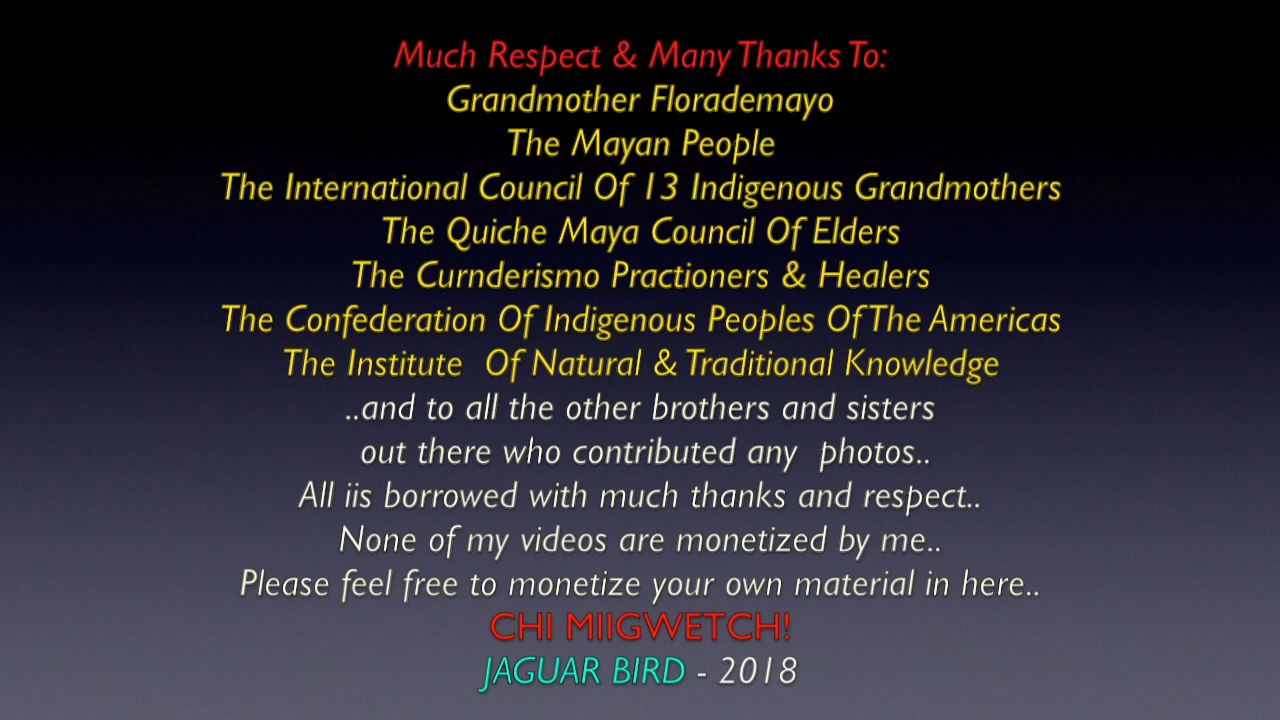 Much Respect & Many Thanks To:
Grandmother Florademayo
The Mayan People
The International Council Of 13 Indigenous Grandmothers
The Quiche Maya Council Of Elders
The Curnderismo Practioners & Healers
The Confederation Of Indigenous Peoples Of The Americas
The Institute  Of Natural & Traditional Knowledge
..and to all the other brothers and sisters
out there who contributed any  photos..
All iis borrowed with much thanks and respect..
None of my videos are monetized by me..
Please feel free to monetize your own material in here..
CHI MIIGWETCH!
JAGUAR BIRD - 2018